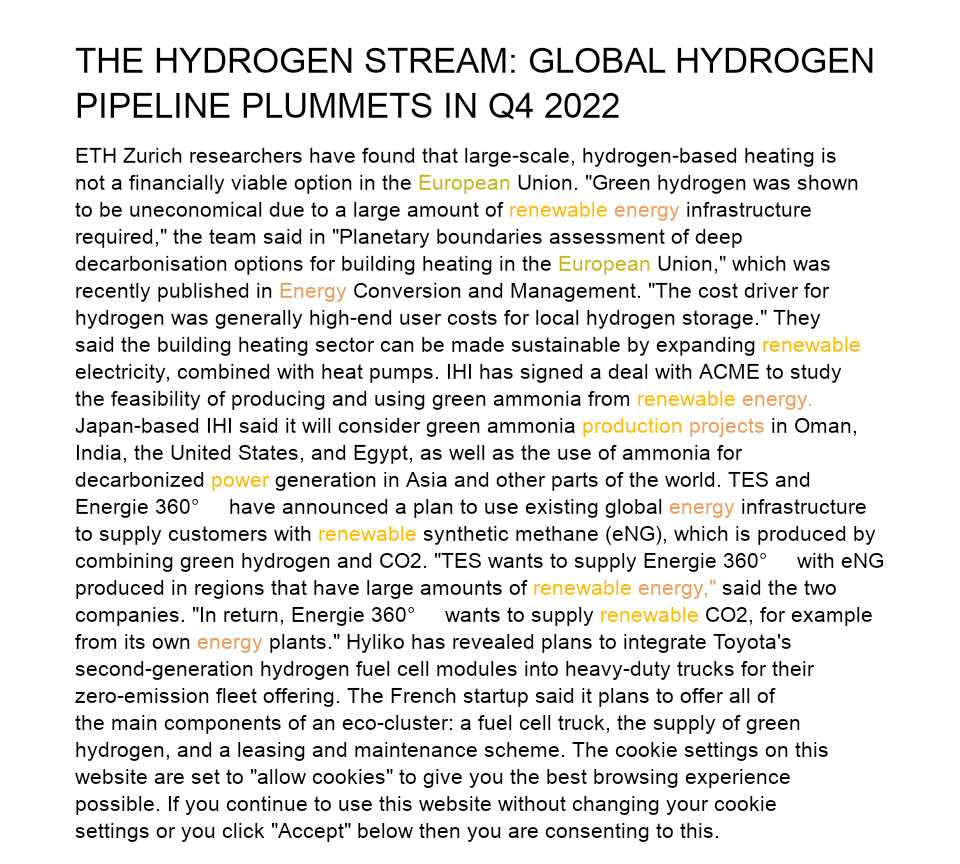 THE HYDROGEN STREAM: GLOBAL HYDROGEN
PIPELINE PLUMMETS IN Q4 2022
ETH Zurich researchers have found that large-scale, hydrogen-based heating is
not a financially viable option in the European Union. "Green hydrogen was shown
to be uneconomical due to a large amount of renewable energy infrastructure
required," the team said in "Planetary boundaries assessment of deep
decarbonisation options for building heating in the European Union," which was
recently published in Energy Conversion and Management. "The cost driver for
hydrogen was generally high-end user costs for local hydrogen storage." They
said the building heating sector can be made sustainable by expanding renewable
electricity, combined with heat pumps. IHI has signed a deal with ACME to study
the feasibility of producing and using green ammonia from renewable energy.
Japan-based IHI said it will consider green ammonia production projects in Oman,
India, the United States, and Egypt, as well as the use of ammonia for
decarbonized power generation in Asia and other parts of the world. TES and
Energie 360° have announced a plan to use existing global energy infrastructure
to supply customers with renewable synthetic methane (eNG), which is produced by
combining green hydrogen and CO2. "TES wants to supply Energie 360° with eNG
produced in regions that have large amounts of renewable energy," said the two
companies. "In return, Energie 360° wants to supply renewable CO2, for example
from its own energy plants." Hyliko has revealed plans to integrate Toyota's
second-generation hydrogen fuel cell modules into heavy-duty trucks for their
zero-emission fleet offering. The French startup said it plans to offer all of
the main components of an eco-cluster: a fuel cell truck, the supply of green
hydrogen, and a leasing and maintenance scheme. The cookie settings on this
website are set to "allow cookies" to give you the best browsing experience
possible. If you continue to use this website without changing your cookie
settings or you click "Accept" below then you are consenting to this.